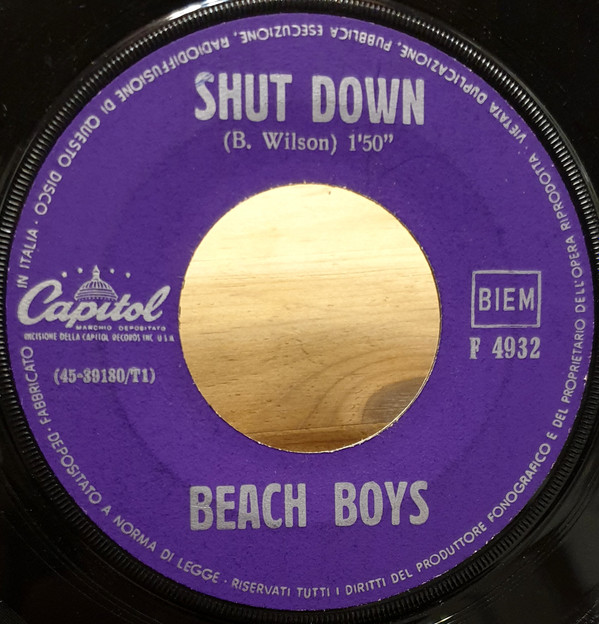 SHUT DOWN
(B. Wilson) 1'50"
Capitol
MARCHIO DEPOSITATO
INCISIONE DELLA CAPITOL RECORDS INC. U.S.A.
(45-39180/T1)
BIEM
F 4932
BEACH BOYS
FABBRICATO IN ITALIA · DEPOSITATO A NORMA DI LEGGE · RISERVATI TUTTI I DIRITTI DEL PRODUTTORE FONOGRAFICO E DEL PROPRIETARIO DELL'OPERA RIPRODOTTA. VIETATA DUPLICAZIONE, PUBBLICA ESECUZIONE, RADIODIFFUSIONE DI QUESTO DISCO ·